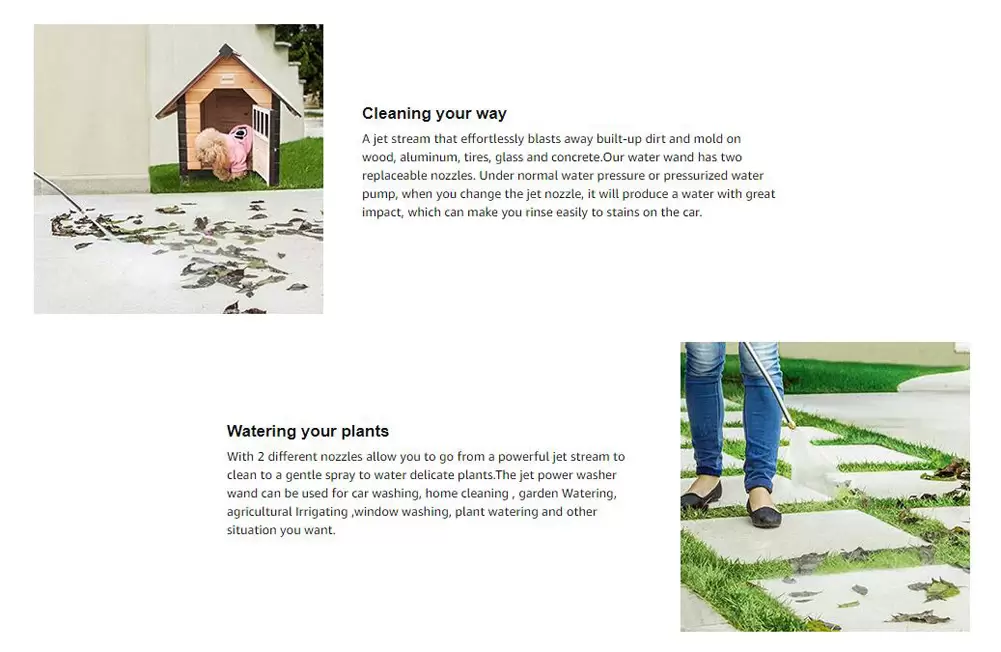 Cleaning your way
A jet stream that effortlessly blasts away built-up dirt and mold on
wood, aluminum, tires, glass and concrete.Our water wand has two
replaceable nozzles. Under normal water pressure or pressurized water
pump, when you change the jet nozzle, it will produce a water with great
impact, which can make you rinse easily to stains on the car.
Watering your plants
With 2 different nozzles allow you to go from a powerful jet stream to
clean to a gentle spray to water delicate plants.The jet power washer
wand can be used for car washing, home cleaning , garden Watering,
agricultural Irrigating ,window washing, plant watering and other
situation you want.